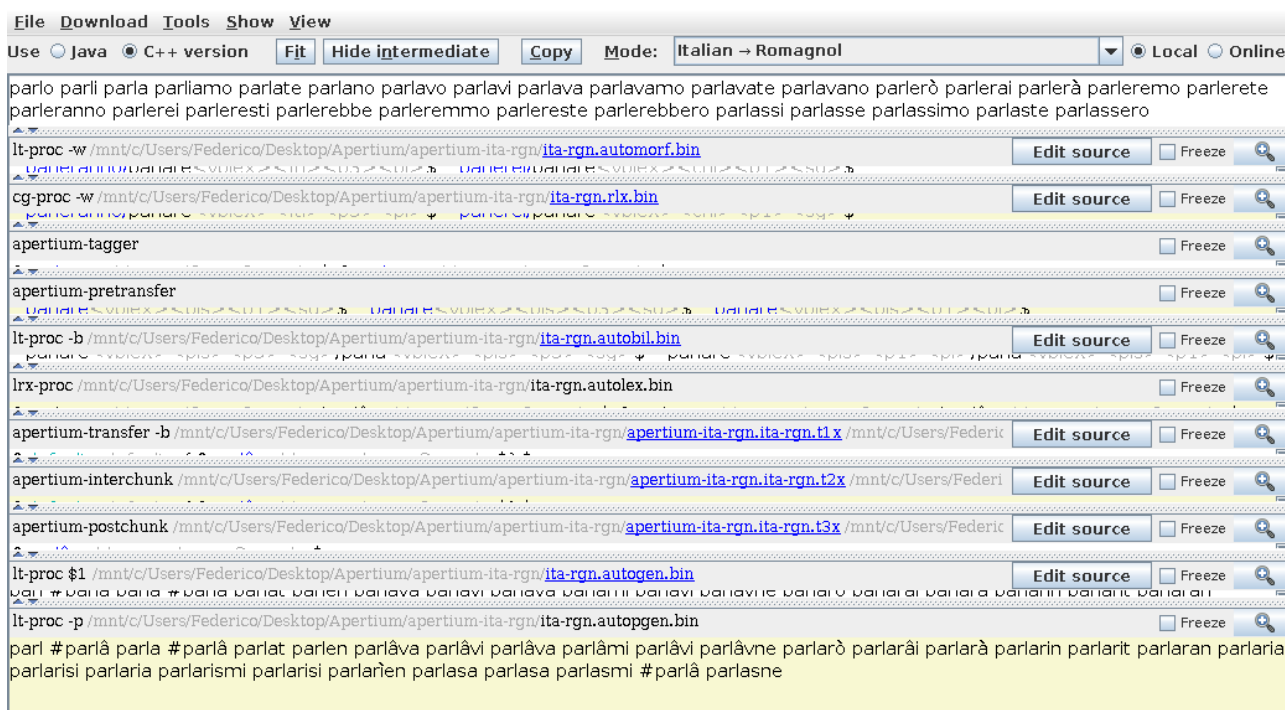 File Download Tools Show View
Use Java C++ version Fit Hide intermediate Copy Mode: Italian → Romagnol Local Online
parlo parli parla parliamo parlate parlano parlavo parlavi parlava parlavamo parlavate parlavano parlerò parlerai parlerà parleremo parlerete
parleranno parlerei parleresti parlerebbe parleremmo parlereste parlerebbero parlassi parlasse parlassimo parlaste parlassero
lt-proc -w /mnt/c/Users/Federico/Desktop/Apertium/apertium-ita-rgn/ita-rgn.automorf.bin Edit source Freeze
cg-proc -w /mnt/c/Users/Federico/Desktop/Apertium/apertium-ita-rgn/ita-rgn.rlx.bin Edit source Freeze
apertium-tagger Freeze
apertium-pretransfer Freeze
lt-proc -b /mnt/c/Users/Federico/Desktop/Apertium/apertium-ita-rgn/ita-rgn.autobil.bin Edit source Freeze
lrx-proc /mnt/c/Users/Federico/Desktop/Apertium/apertium-ita-rgn/ita-rgn.autolex.bin Freeze
apertium-transfer -b /mnt/c/Users/Federico/Desktop/Apertium/apertium-ita-rgn/apertium-ita-rgn.ita-rgn.t1x /mnt/c/Users/Federic Edit source Freeze
apertium-interchunk /mnt/c/Users/Federico/Desktop/Apertium/apertium-ita-rgn/apertium-ita-rgn.ita-rgn.t2x /mnt/c/Users/Federi Edit source Freeze
apertium-postchunk /mnt/c/Users/Federico/Desktop/Apertium/apertium-ita-rgn/apertium-ita-rgn.ita-rgn.t3x /mnt/c/Users/Federic Edit source Freeze
lt-proc $1 /mnt/c/Users/Federico/Desktop/Apertium/apertium-ita-rgn/ita-rgn.autogen.bin Edit source Freeze
lt-proc -p /mnt/c/Users/Federico/Desktop/Apertium/apertium-ita-rgn/ita-rgn.autopgen.bin Freeze
parl #parlâ parla #parlâ parlat parlen parlâva parlâvi parlâva parlâmi parlâvi parlâvne parlarò parlarâi parlarà parlarin parlarit parlaran parlaria
parlarisi parlaria parlarismi parlarisi parlarìen parlasa parlasa parlasmi #parlâ parlasne